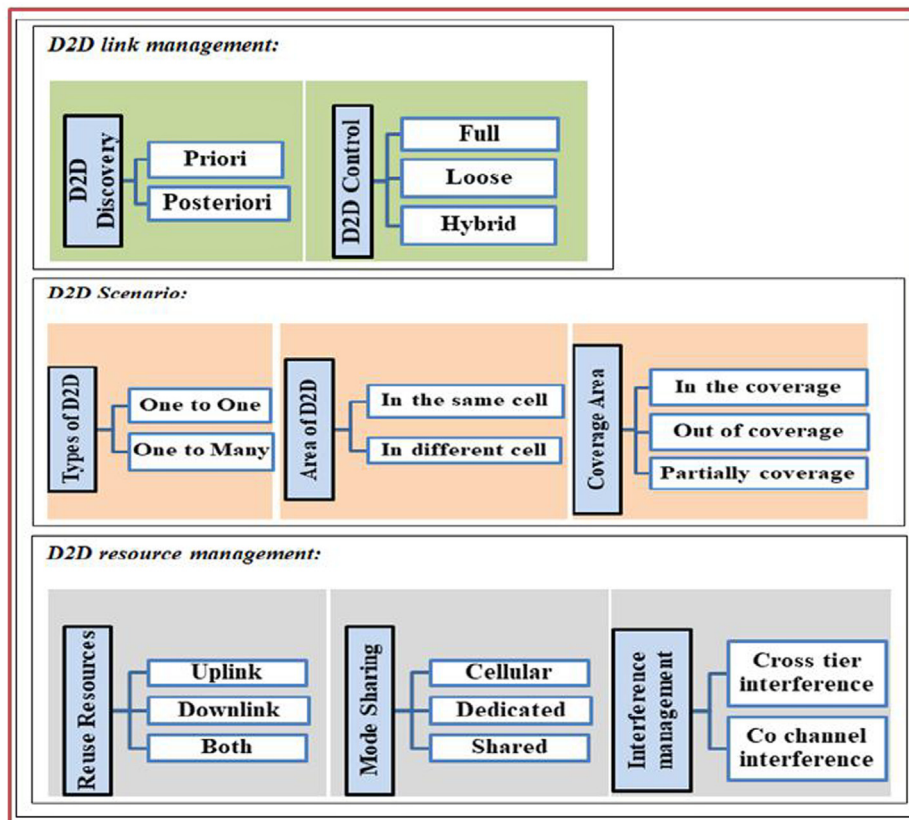 D2D link management:
D2D
Discovery
Priori
Posteriori
D2D Control
Full
Loose
Hybrid
D2D Scenario:
Types of D2D
One to One
One to Many
Area of D2D
In the same cell
In different cell
Coverage Area
In the coverage
Out of coverage
Partially coverage
D2D resource management:
Reuse Resources
Uplink
Downlink
Both
Mode Sharing
Cellular
Dedicated
Shared
Interference
management
Cross tier
interference
Co channel
interference